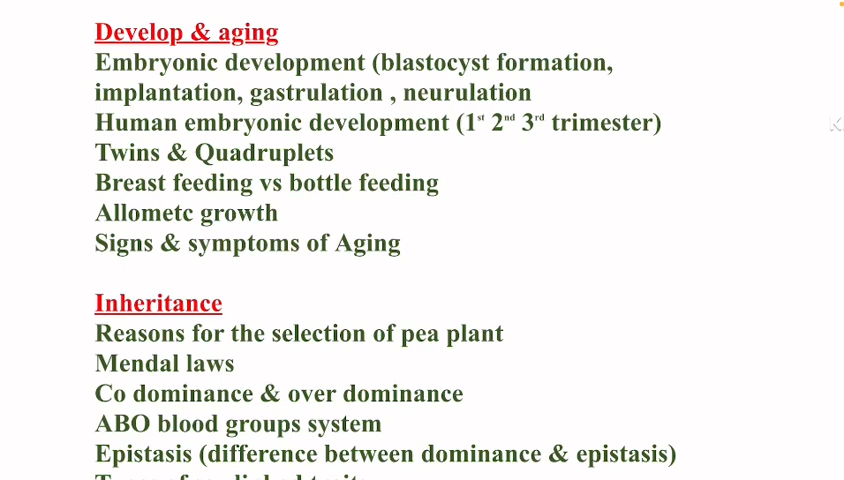 Develop & aging
Embryonic development (blastocyst formation,
implantation, gastrulation , neurulation
Human embryonic development (1st 2nd 3rd trimester)
Twins & Quadruplets
Breast feeding vs bottle feeding
Allometc growth
Signs & symptoms of Aging
Inheritance
Reasons for the selection of pea plant
Mendal laws
Co dominance & over dominance
ABO blood groups system
Epistasis (difference between dominance & epistasis)